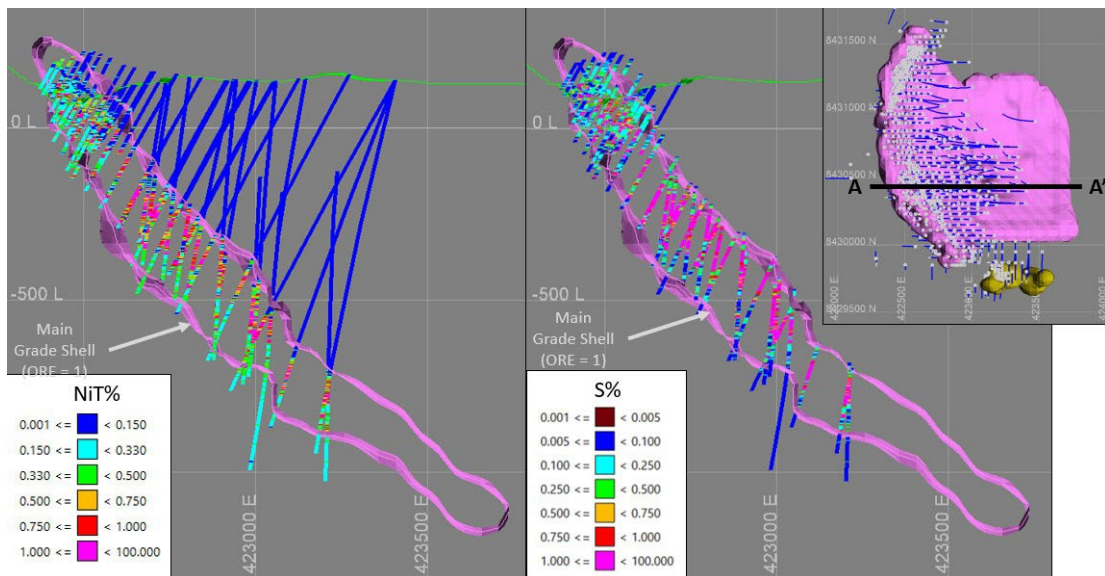 0 L
-500 L
Main
Grade Shell
(ORE = 1)
423000 E
423500 E
NiT%
0.001 <= < 0.150
0.150 <= < 0.330
0.330 <= < 0.500
0.500 <= < 0.750
0.750 <= < 1.000
1.000 <= < 100.000
0 L
-500 L
Main
Grade Shell
(ORE = 1)
423000 E
423500 E
S%
0.001 <= < 0.005
0.005 <= < 0.100
0.100 <= < 0.250
0.250 <= < 0.500
0.500 <= < 0.750
0.750 <= < 1.000
1.000 <= < 100.000
8431500 N
8431000 N
8430500 N
A A'
8430000 N
8429500 N
422500 E